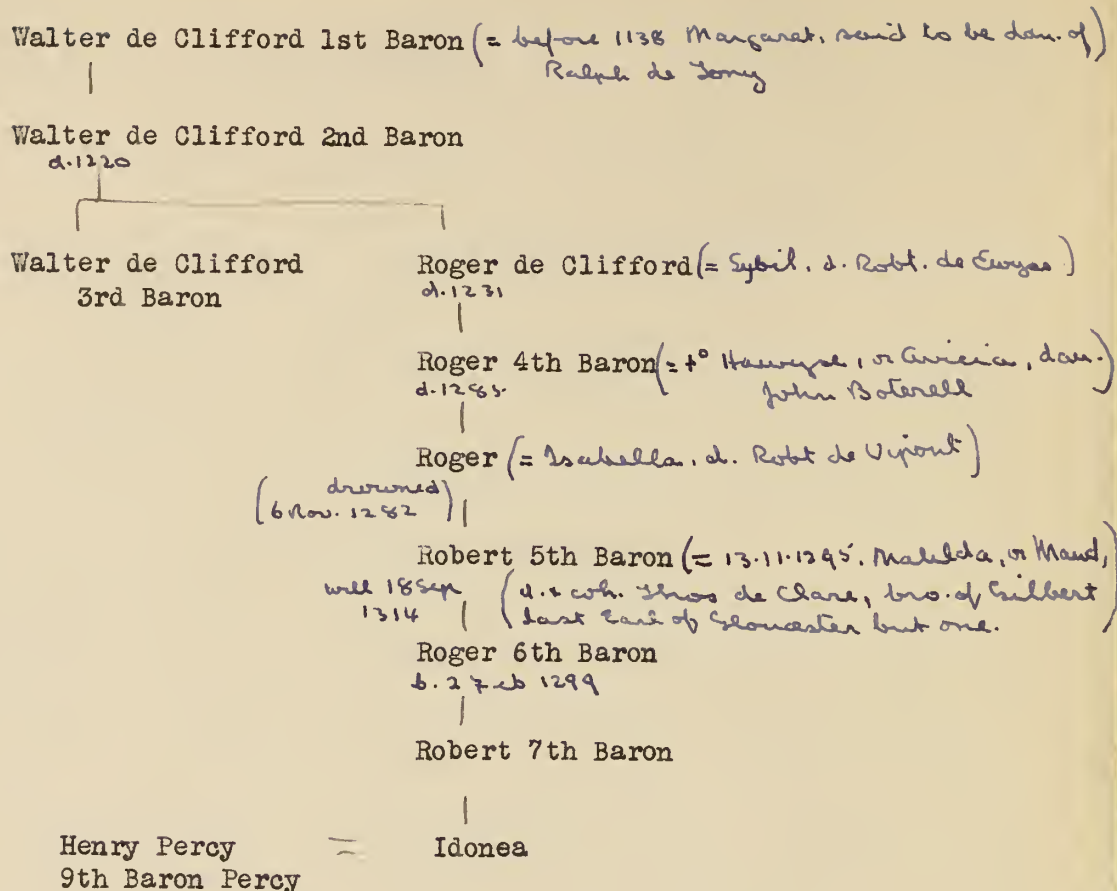 Walter de Clifford 1st Baron (= before 1138 Margaret, said to be dau. of)
Ralph de Tony
Walter de Clifford 2nd Baron
d. 1220
Walter de Clifford
3rd Baron
Roger de Clifford (= Sybil, d. Robt. de Ewyas)
d. 1231
Roger 4th Baron (= Hawyse, or Avicia, dau.
d. 1285. John Boterell)
Roger (= Isabella, d. Robt de Vipont)
(drowned
6 Nov. 1282)
Robert 5th Baron (= 13.11.1295. Matilda, or Maud,
will 18 Sep d. & coh. Thos de Clare, bro. of Gilbert
1314 last Earl of Gloucester but one.)
Roger 6th Baron
b. 2 Feb 1299
Robert 7th Baron
Henry Percy = Idonea
9th Baron Percy